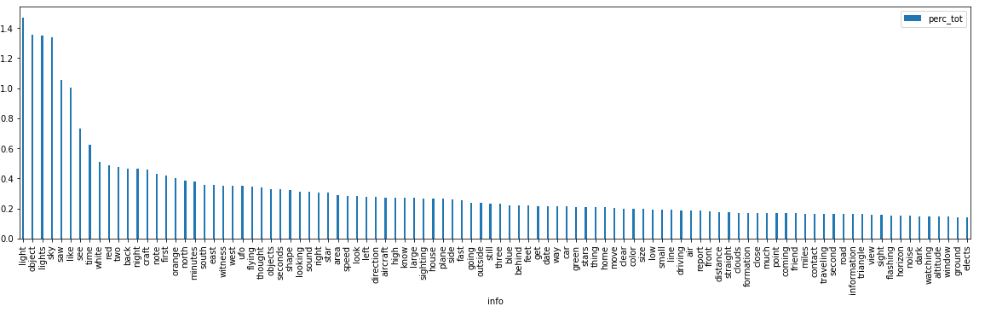 perc_tot
1.4
1.2
1.0
0.8
0.6
0.4
0.2
0.0
light object lights sky saw like see time white red two back night craft note first orange north minutes south east witness west ufo flying thought objects seconds shape looking sound right star area speed look left direction aircraft high know large sighting house plane side fast going outside still three blue behind feet get date way car green stars thing home move clear color size low small line driving air report front distance straight clouds formation close much point coming friend miles contact traveling second road information triangle view sight flashing horizon noise dark watching altitude window ground elects
info